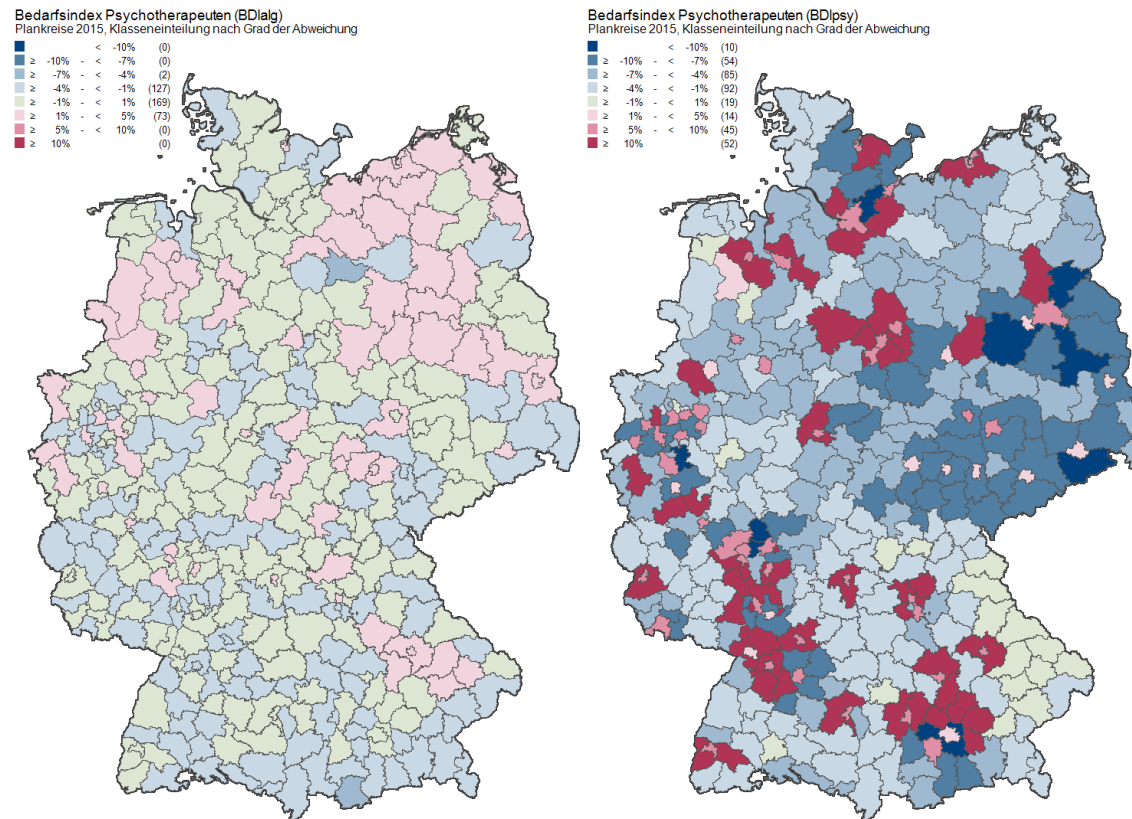 Bedarfsindex Psychotherapeuten (BDIalg)
Plankreise 2015, Klasseneinteilung nach Grad der Abweichung
< -10% (0)
≥ -10% - < -7% (0)
≥ -7% - < -4% (2)
≥ -4% - < -1% (127)
≥ -1% - < 1% (169)
≥ 1% - < 5% (73)
≥ 5% - < 10% (0)
≥ 10% (0)
Bedarfsindex Psychotherapeuten (BDIpsy)
Plankreise 2015, Klasseneinteilung nach Grad der Abweichung
< -10% (10)
≥ -10% - < -7% (54)
≥ -7% - < -4% (85)
≥ -4% - < -1% (92)
≥ -1% - < 1% (19)
≥ 1% - < 5% (14)
≥ 5% - < 10% (45)
≥ 10% (52)